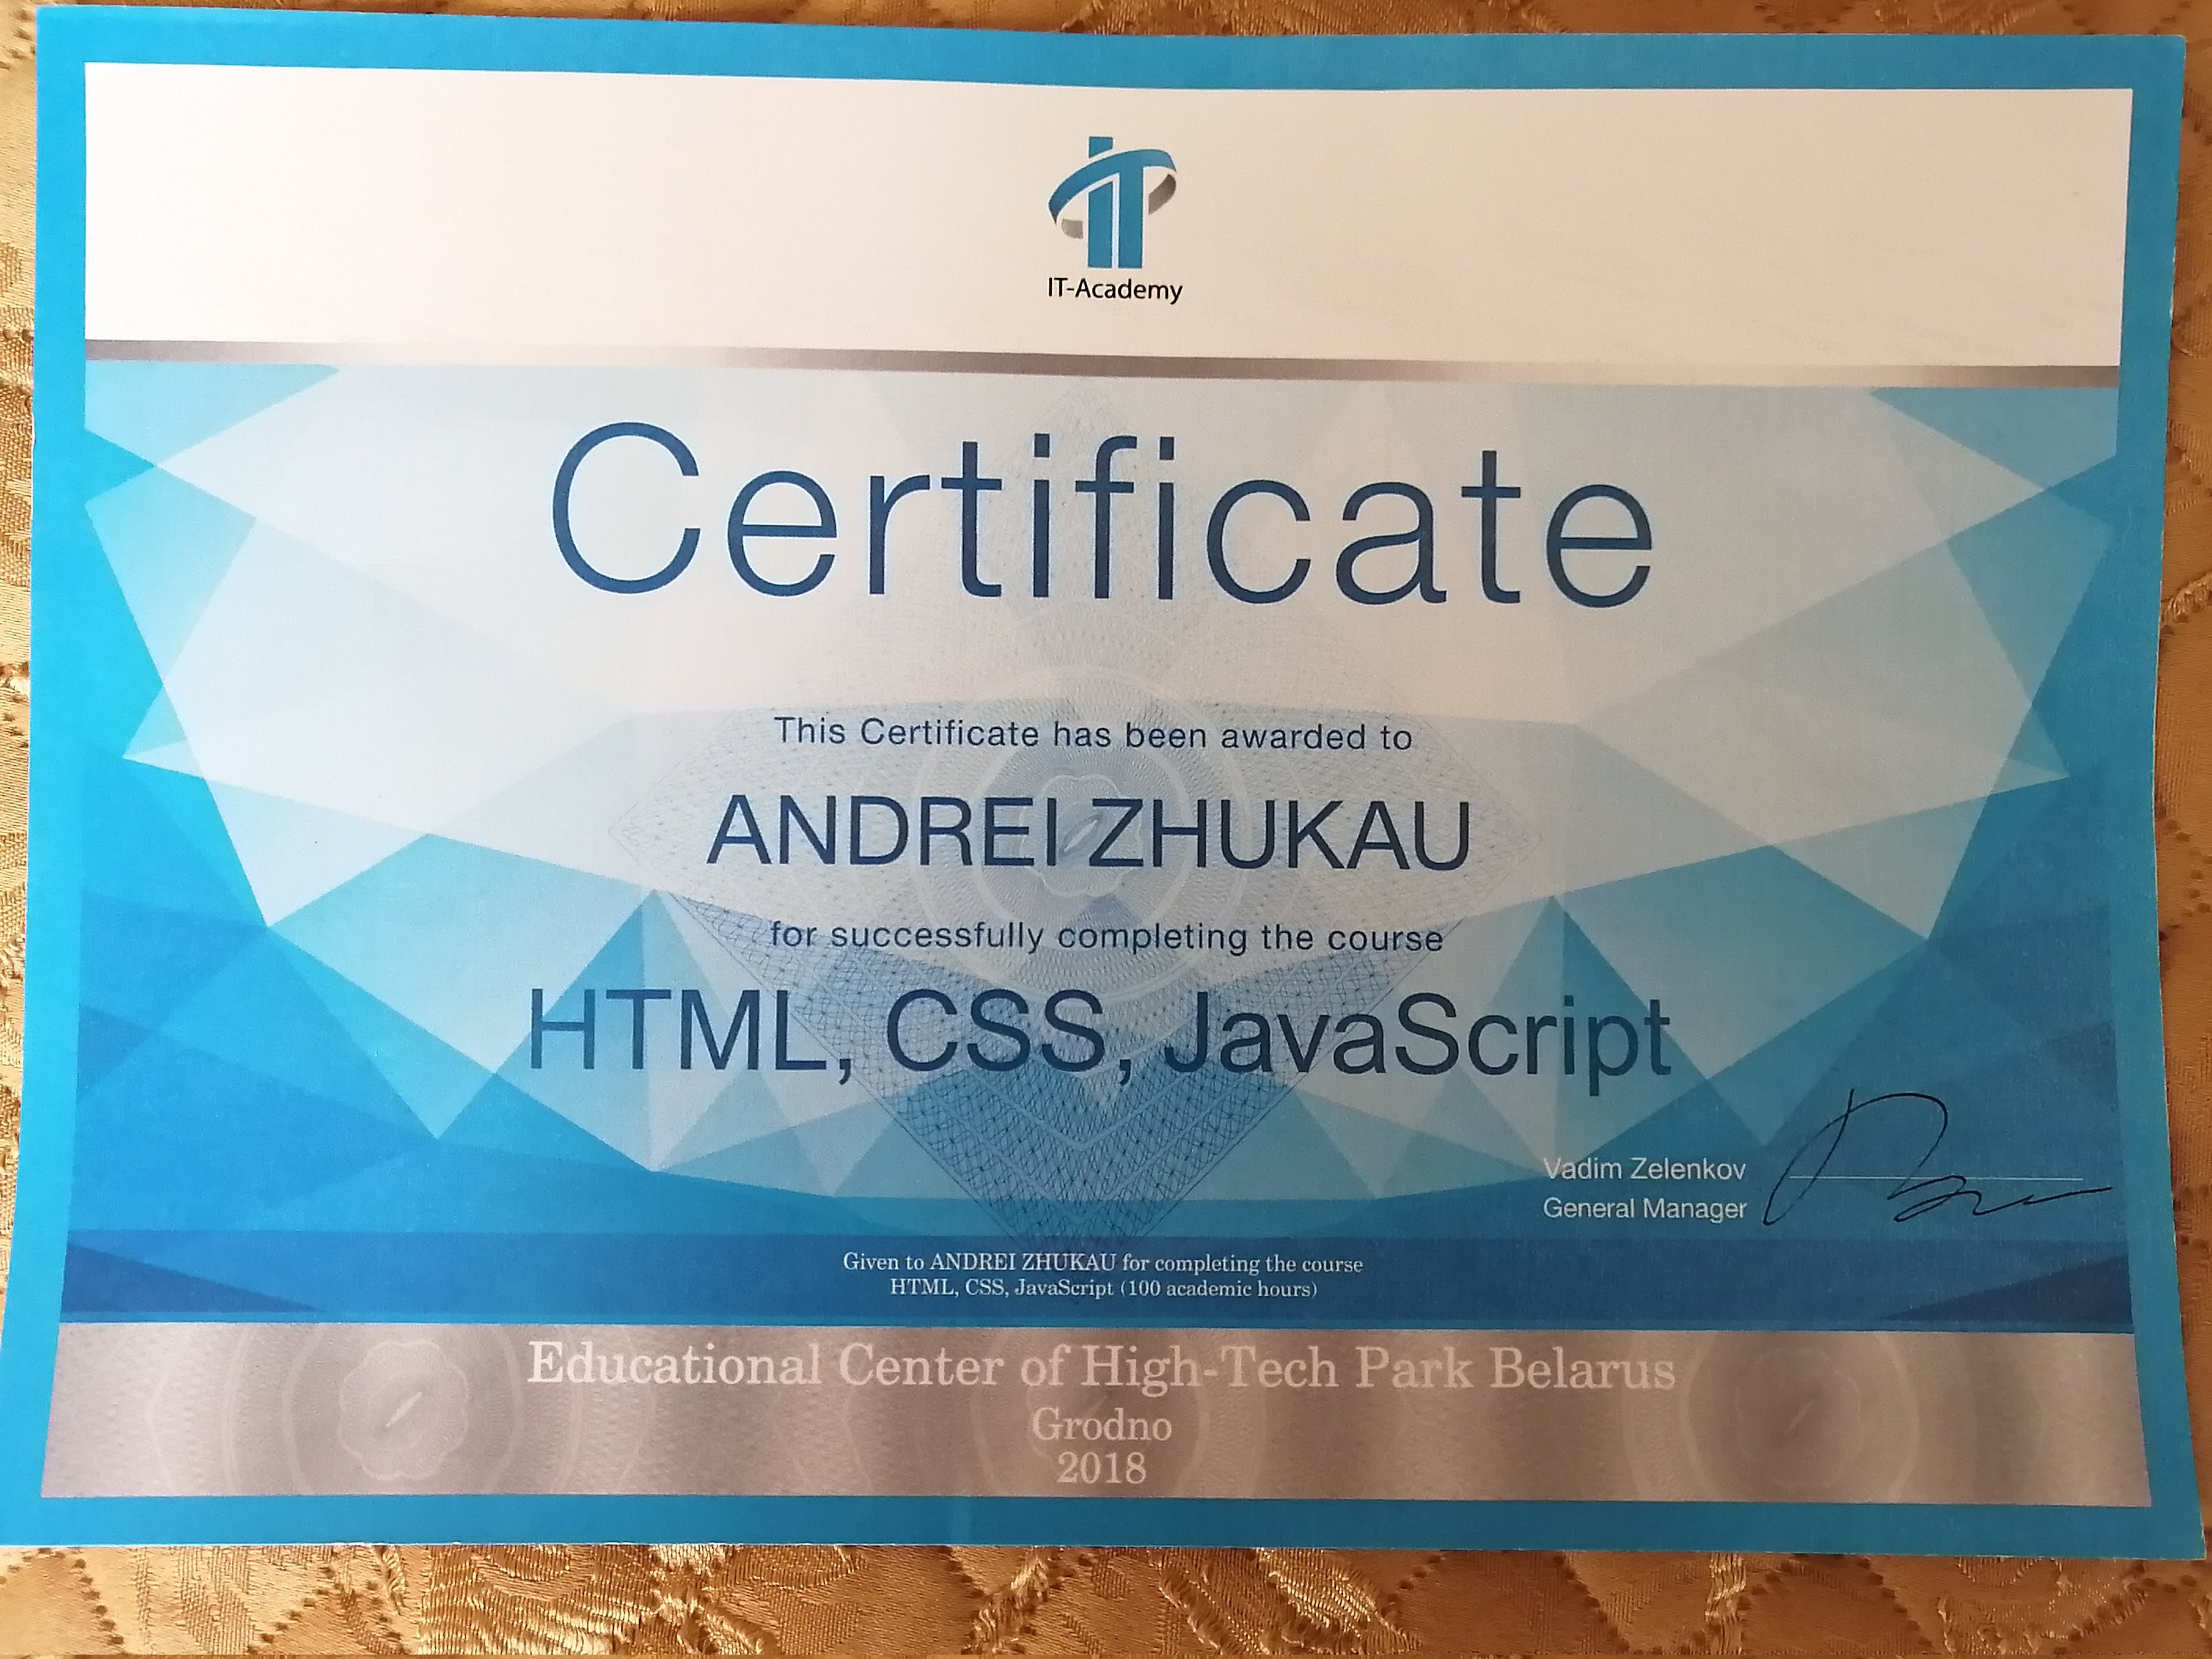 IT
IT-Academy
Certificate
This Certificate has been awarded to
ANDREI ZHUKAU
for successfully completing the course
HTML, CSS, JavaScript
Vadim Zelenkov
General Manager
Given to ANDREI ZHUKAU for completing the course
HTML, CSS, JavaScript (100 academic hours)
Educational Center of High-Tech Park Belarus
Grodno
2018